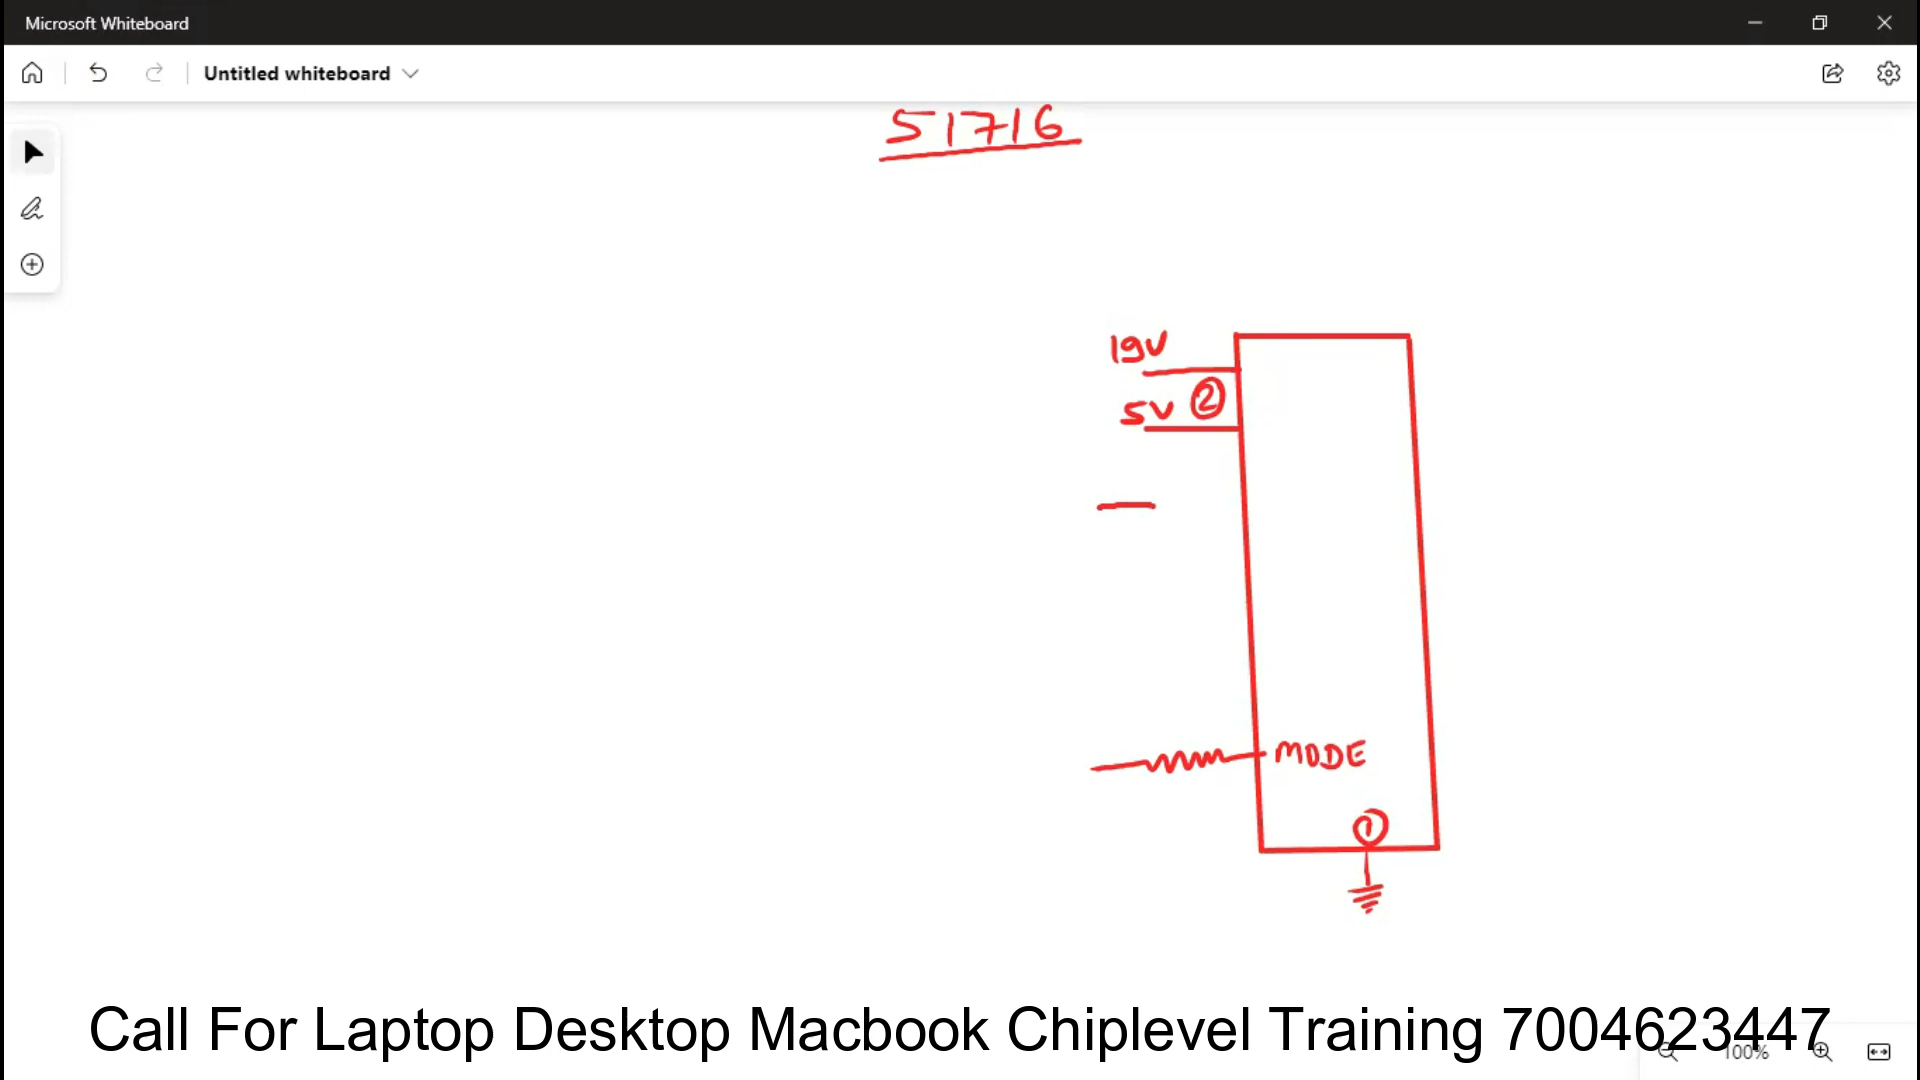 Microsoft Whiteboard
Untitled whiteboard
51716
19V
5V ②
MODE
①
Call For Laptop Desktop Macbook Chiplevel Training 7004623447
100%